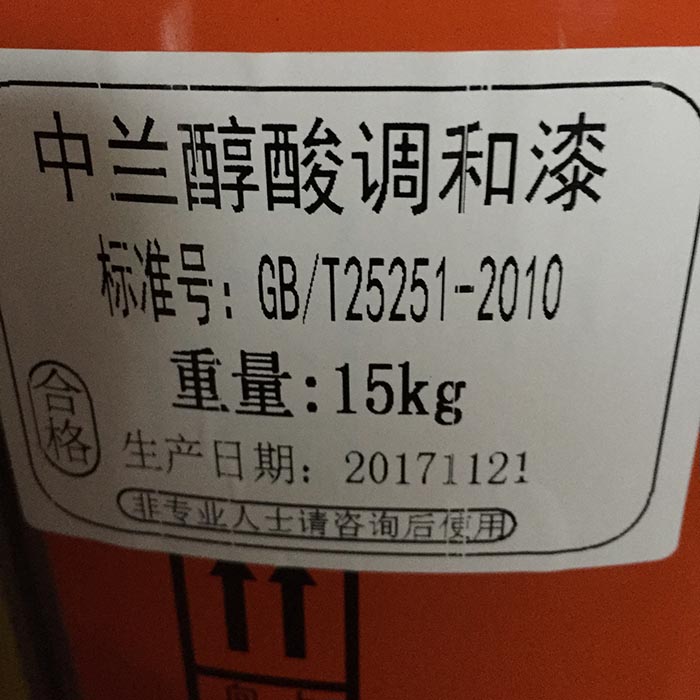 中兰醇酸调和漆
标准号：GB/T25251-2010
重量：15kg
合格
生产日期：20171121
非专业人士请咨询后使用